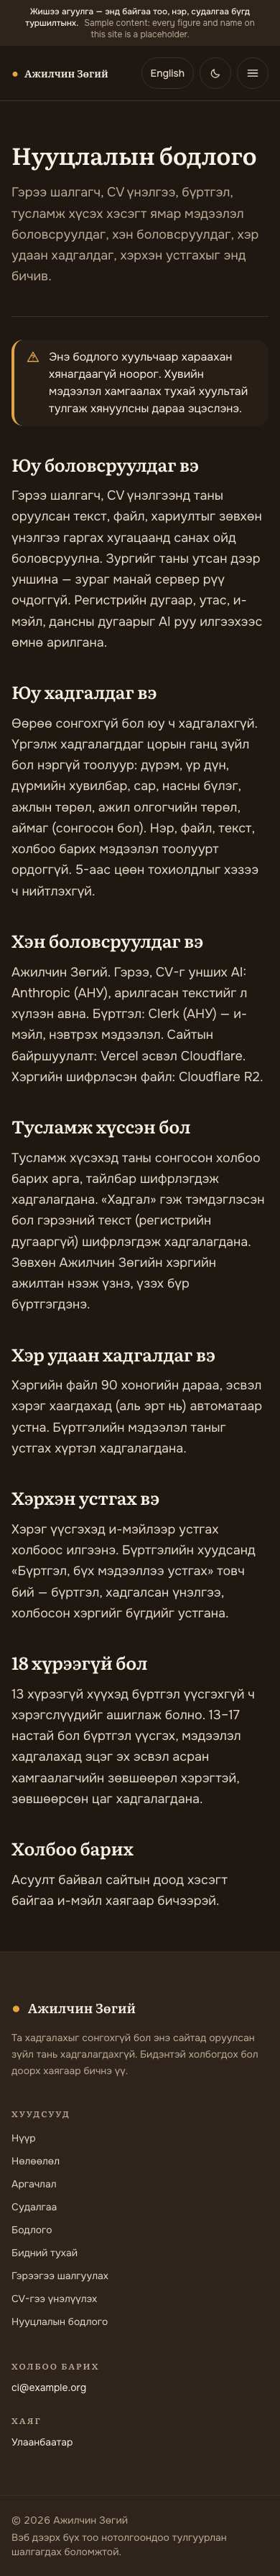 Жишээ агуулга — энд байгаа тоо, нэр, судалгаа бүгд
туршилтынх. Sample content: every figure and name on
this site is a placeholder.
Ажилчин Зөгий
English
Нууцлалын бодлого
Гэрээ шалгагч, CV үнэлгээ, бүртгэл,
тусламж хүсэх хэсэгт ямар мэдээлэл
боловсруулдаг, хэн боловсруулдаг, хэр
удаан хадгалдаг, хэрхэн устгахыг энд
бичив.
Энэ бодлого хуульчаар хараахан
хянагдаагүй ноорог. Хувийн
мэдээлэл хамгаалах тухай хуультай
тулгаж хянуулсны дараа эцэслэнэ.
Юу боловсруулдаг вэ
Гэрээ шалгагч, CV үнэлгээнд таны
оруулсан текст, файл, хариултыг зөвхөн
үнэлгээ гаргах хугацаанд санах ойд
боловсруулна. Зургийг таны утсан дээр
уншина — зураг манай сервер рүү
очдоггүй. Регистрийн дугаар, утас, и-
мэйл, дансны дугаарыг AI руу илгээхээс
өмнө арилгана.
Юу хадгалдаг вэ
Өөрөө сонгохгүй бол юу ч хадгалахгүй.
Үргэлж хадгалагддаг цорын ганц зүйл
бол нэргүй тоолуур: дүрэм, үр дүн,
дүрмийн хувилбар, сар, насны бүлэг,
ажлын төрөл, ажил олгогчийн төрөл,
аймаг (сонгосон бол). Нэр, файл, текст,
холбоо барих мэдээлэл тоолуурт
ордоггүй. 5-аас цөөн тохиолдлыг хэзээ
ч нийтлэхгүй.
Хэн боловсруулдаг вэ
Ажилчин Зөгий. Гэрээ, CV-г унших AI:
Anthropic (АНУ), арилгасан текстийг л
хүлээн авна. Бүртгэл: Clerk (АНУ) — и-
мэйл, нэвтрэх мэдээлэл. Сайтын
байршуулалт: Vercel эсвэл Cloudflare.
Хэргийн шифрлэсэн файл: Cloudflare R2.
Тусламж хүссэн бол
Тусламж хүсэхэд таны сонгосон холбоо
барих арга, тайлбар шифрлэгдэж
хадгалагдана. «Хадгал» гэж тэмдэглэсэн
бол гэрээний текст (регистрийн
дугааргүй) шифрлэгдэж хадгалагдана.
Зөвхөн Ажилчин Зөгийн хэргийн
ажилтан нээж үзнэ, үзэх бүр
бүртгэгдэнэ.
Хэр удаан хадгалдаг вэ
Хэргийн файл 90 хоногийн дараа, эсвэл
хэрэг хаагдахад (аль эрт нь) автоматаар
устна. Бүртгэлийн мэдээлэл таныг
устгах хүртэл хадгалагдана.
Хэрхэн устгах вэ
Хэрэг үүсгэхэд и-мэйлээр устгах
холбоос илгээнэ. Бүртгэлийн хуудсанд
«Бүртгэл, бүх мэдээллээ устгах» товч
бий — бүртгэл, хадгалсан үнэлгээ,
холбосон хэргийг бүгдийг устгана.
18 хүрээгүй бол
13 хүрээгүй хүүхэд бүртгэл үүсгэхгүй ч
хэрэгслүүдийг ашиглаж болно. 13–17
настай бол бүртгэл үүсгэх, мэдээлэл
хадгалахад эцэг эх эсвэл асран
хамгаалагчийн зөвшөөрөл хэрэгтэй,
зөвшөөрсөн цаг хадгалагдана.
Холбоо барих
Асуулт байвал сайтын доод хэсэгт
байгаа и-мэйл хаягаар бичээрэй.
Ажилчин Зөгий
Та хадгалахыг сонгохгүй бол энэ сайтад оруулсан
зүйл тань хадгалагдахгүй. Бидэнтэй холбогдох бол
доорх хаягаар бичнэ үү.
ХУУДСУУД
Нүүр
Нөлөөлөл
Аргачлал
Судалгаа
Бодлого
Бидний тухай
Гэрээгээ шалгуулах
CV-гээ үнэлүүлэх
Нууцлалын бодлого
ХОЛБОО БАРИХ
ci@example.org
ХАЯГ
Улаанбаатар
© 2026 Ажилчин Зөгий
Вэб дээрх бүх тоо нотолгоондоо тулгуурлан
шалгагдах боломжтой.